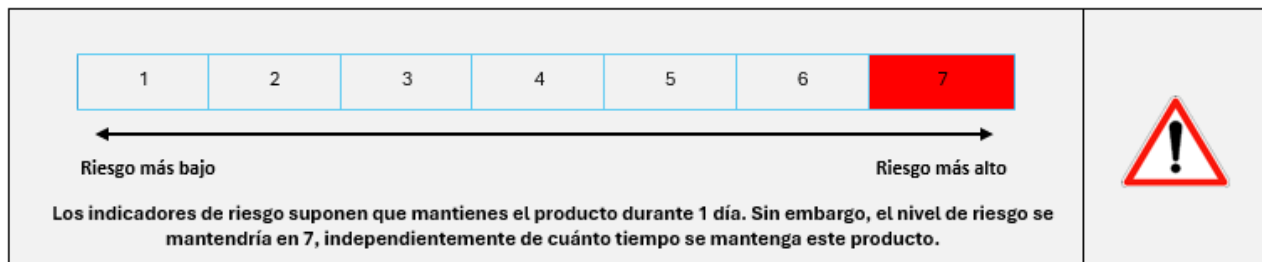 1 2 3 4 5 6 7
Riesgo más bajo Riesgo más alto
Los indicadores de riesgo suponen que mantienes el producto durante 1 día. Sin embargo, el nivel de riesgo se
mantendría en 7, independientemente de cuánto tiempo se mantenga este producto.